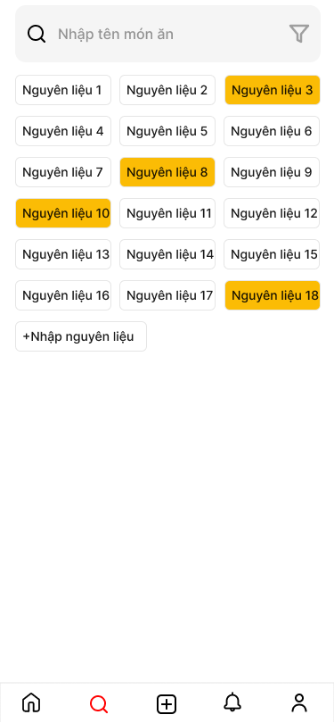 Nhập tên món ăn
Nguyên liệu 1 Nguyên liệu 2 Nguyên liệu 3
Nguyên liệu 4 Nguyên liệu 5 Nguyên liệu 6
Nguyên liệu 7 Nguyên liệu 8 Nguyên liệu 9
Nguyên liệu 10 Nguyên liệu 11 Nguyên liệu 12
Nguyên liệu 13 Nguyên liệu 14 Nguyên liệu 15
Nguyên liệu 16 Nguyên liệu 17 Nguyên liệu 18
+Nhập nguyên liệu